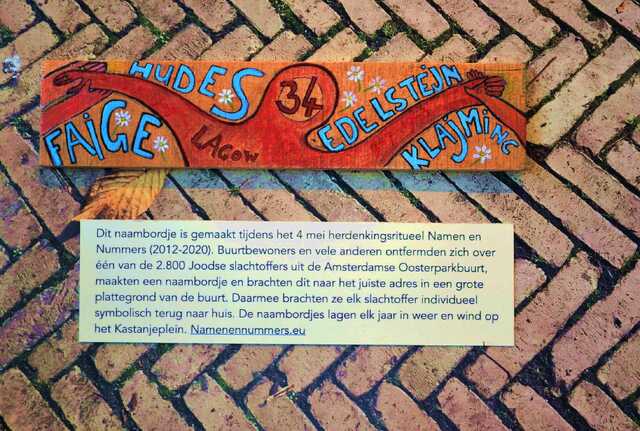 HUDES
34
EDELSTEJN
FAIGE
LAGOW
KLAJMINC
Dit naambordje is gemaakt tijdens het 4 mei herdenkingsritueel Namen en
Nummers (2012-2020). Buurtbewoners en vele anderen ontfermden zich over
één van de 2.800 Joodse slachtoffers uit de Amsterdamse Oosterparkbuurt,
maakten een naambordje en brachten dit naar het juiste adres in een grote
plattegrond van de buurt. Daarmee brachten ze elk slachtoffer individueel
symbolisch terug naar huis. De naambordjes lagen elk jaar in weer en wind op
het Kastanjeplein. Namenennummers.eu